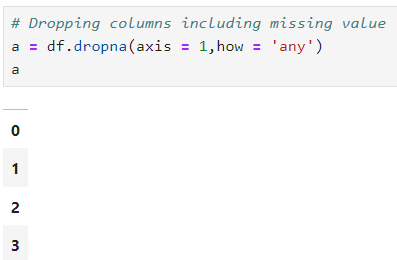 # Dropping columns including missing value
a = df.dropna(axis = 1,how = 'any')
a
0
1
2
3